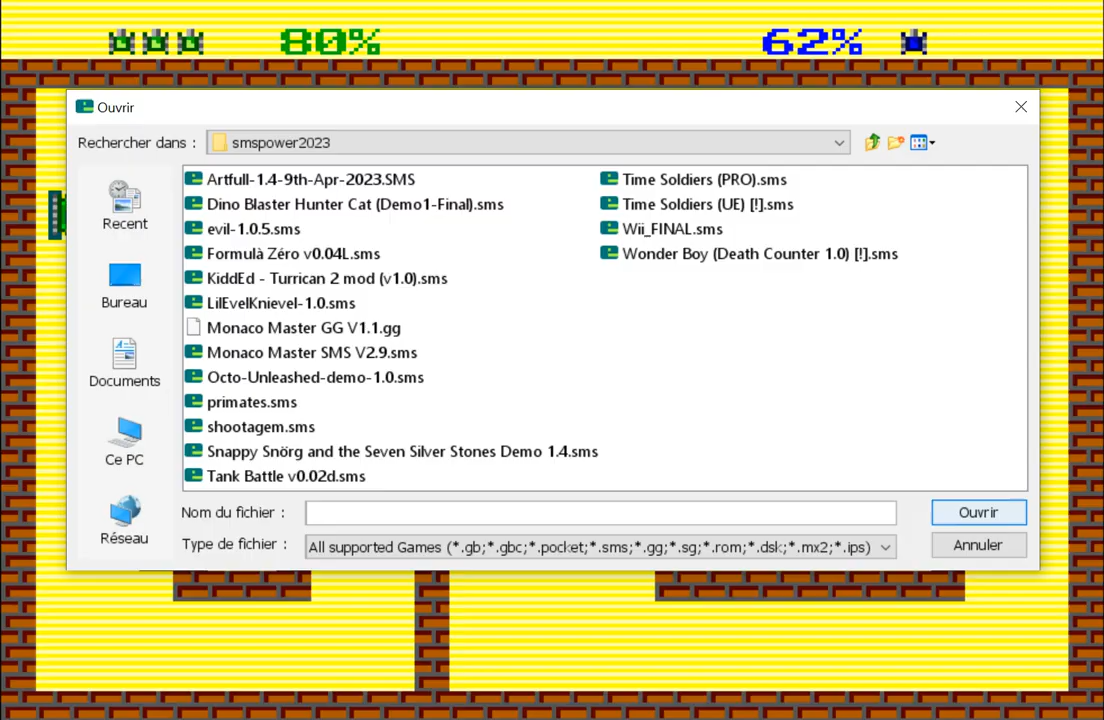 80% 62%
Ouvrir
Rechercher dans : smspower2023
Recent
Bureau
Documents
Ce PC
Réseau
Artfull-1.4-9th-Apr-2023.SMS
Dino Blaster Hunter Cat (Demo1-Final).sms
evil-1.0.5.sms
Formulà Zéro v0.04L.sms
KiddEd - Turrican 2 mod (v1.0).sms
LilEvelKnievel-1.0.sms
Monaco Master GG V1.1.gg
Monaco Master SMS V2.9.sms
Octo-Unleashed-demo-1.0.sms
primates.sms
shootagem.sms
Snappy Snörg and the Seven Silver Stones Demo 1.4.sms
Tank Battle v0.02d.sms
Time Soldiers (PRO).sms
Time Soldiers (UE) [!].sms
Wii_FINAL.sms
Wonder Boy (Death Counter 1.0) [!].sms
Nom du fichier : Ouvrir
Type de fichier : All supported Games (*.gb;*.gbc;*.pocket;*.sms;*.gg;*.sg;*.rom;*.dsk;*.mx2;*.ips) Annuler